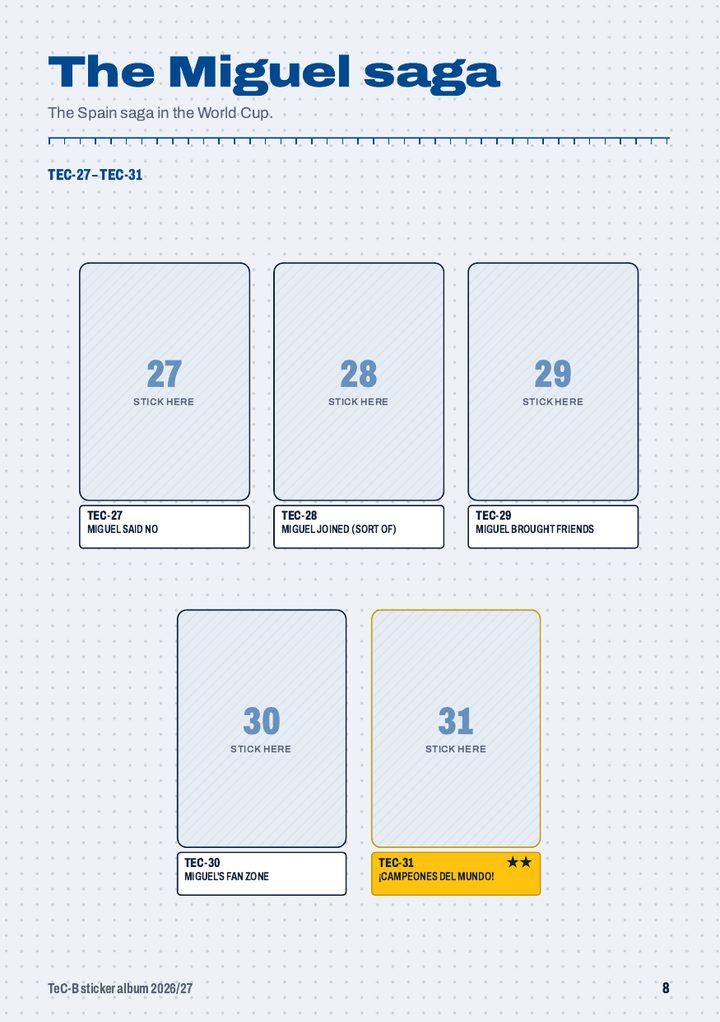 The Miguel saga
The Spain saga in the World Cup.
TEC-27–TEC-31
27
STICK HERE
28
STICK HERE
29
STICK HERE
TEC-27
MIGUEL SAID NO
TEC-28
MIGUEL JOINED (SORT OF)
TEC-29
MIGUEL BROUGHT FRIENDS
30
STICK HERE
31
STICK HERE
TEC-30
MIGUEL'S FAN ZONE
TEC-31 ★★
¡CAMPEONES DEL MUNDO!
TeC-B sticker album 2026/27
8